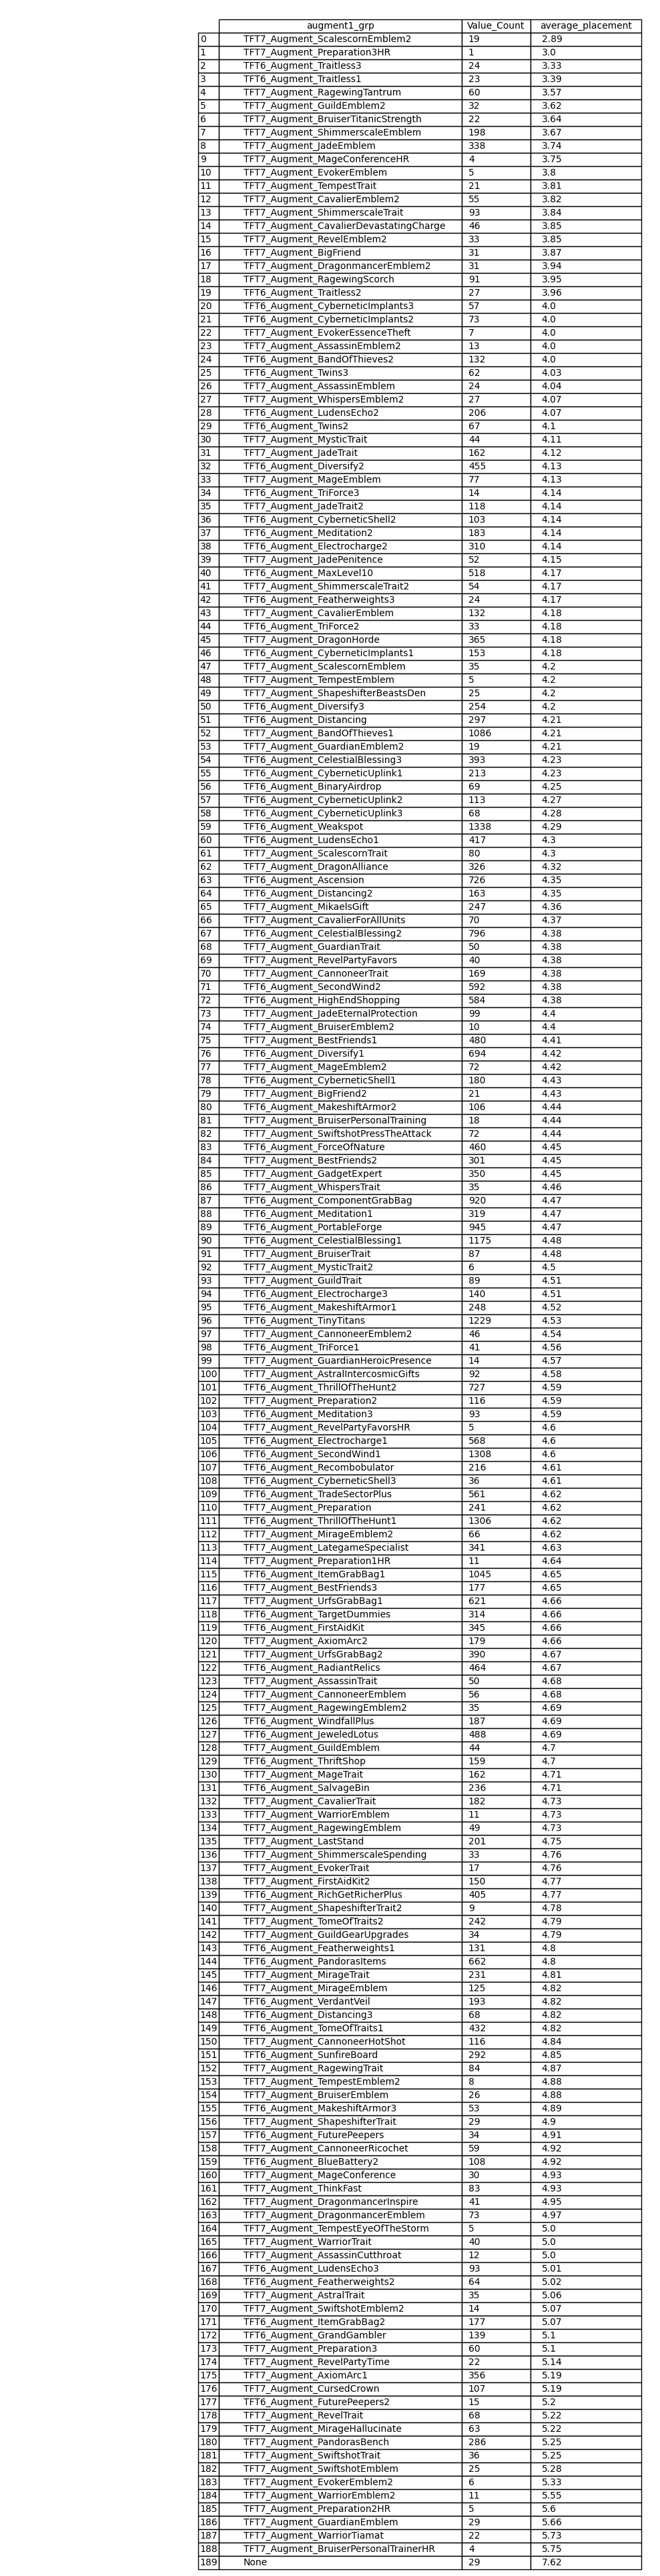 augment1_grp Value_Count average_placement
0 TFT7_Augment_ScalescornEmblem2 19 2.89
1 TFT7_Augment_Preparation3HR 1 3.0
2 TFT6_Augment_Traitless3 24 3.33
3 TFT6_Augment_Traitless1 23 3.39
4 TFT7_Augment_RagewingTantrum 60 3.57
5 TFT7_Augment_GuildEmblem2 32 3.62
6 TFT7_Augment_BruiserTitanicStrength 22 3.64
7 TFT7_Augment_ShimmerscaleEmblem 198 3.67
8 TFT7_Augment_JadeEmblem 338 3.74
9 TFT7_Augment_MageConferenceHR 4 3.75
10 TFT7_Augment_EvokerEmblem 5 3.8
11 TFT7_Augment_TempestTrait 21 3.81
12 TFT7_Augment_CavalierEmblem2 55 3.82
13 TFT7_Augment_ShimmerscaleTrait 93 3.84
14 TFT7_Augment_CavalierDevastatingCharge 46 3.85
15 TFT7_Augment_RevelEmblem2 33 3.85
16 TFT7_Augment_BigFriend 31 3.87
17 TFT7_Augment_DragonmancerEmblem2 31 3.94
18 TFT7_Augment_RagewingScorch 91 3.95
19 TFT6_Augment_Traitless2 27 3.96
20 TFT6_Augment_CyberneticImplants3 57 4.0
21 TFT6_Augment_CyberneticImplants2 73 4.0
22 TFT7_Augment_EvokerEssenceTheft 7 4.0
23 TFT7_Augment_AssassinEmblem2 13 4.0
24 TFT6_Augment_BandOfThieves2 132 4.0
25 TFT6_Augment_Twins3 62 4.03
26 TFT7_Augment_AssassinEmblem 24 4.04
27 TFT7_Augment_WhispersEmblem2 27 4.07
28 TFT6_Augment_LudensEcho2 206 4.07
29 TFT6_Augment_Twins2 67 4.1
30 TFT7_Augment_MysticTrait 44 4.11
31 TFT7_Augment_JadeTrait 162 4.12
32 TFT6_Augment_Diversify2 455 4.13
33 TFT7_Augment_MageEmblem 77 4.13
34 TFT6_Augment_TriForce3 14 4.14
35 TFT7_Augment_JadeTrait2 118 4.14
36 TFT6_Augment_CyberneticShell2 103 4.14
37 TFT6_Augment_Meditation2 183 4.14
38 TFT6_Augment_Electrocharge2 310 4.14
39 TFT7_Augment_JadePenitence 52 4.15
40 TFT7_Augment_MaxLevel10 518 4.17
41 TFT7_Augment_ShimmerscaleTrait2 54 4.17
42 TFT6_Augment_Featherweights3 24 4.17
43 TFT7_Augment_CavalierEmblem 132 4.18
44 TFT6_Augment_TriForce2 33 4.18
45 TFT7_Augment_DragonHorde 365 4.18
46 TFT6_Augment_CyberneticImplants1 153 4.18
47 TFT7_Augment_ScalescornEmblem 35 4.2
48 TFT7_Augment_TempestEmblem 5 4.2
49 TFT7_Augment_ShapeshifterBeastsDen 25 4.2
50 TFT6_Augment_Diversify3 254 4.2
51 TFT6_Augment_Distancing 297 4.21
52 TFT7_Augment_BandOfThieves1 1086 4.21
53 TFT7_Augment_GuardianEmblem2 19 4.21
54 TFT6_Augment_CelestialBlessing3 393 4.23
55 TFT6_Augment_CyberneticUplink1 213 4.23
56 TFT6_Augment_BinaryAirdrop 69 4.25
57 TFT6_Augment_CyberneticUplink2 113 4.27
58 TFT6_Augment_CyberneticUplink3 68 4.28
59 TFT6_Augment_Weakspot 1338 4.29
60 TFT6_Augment_LudensEcho1 417 4.3
61 TFT7_Augment_ScalescornTrait 80 4.3
62 TFT7_Augment_DragonAlliance 326 4.32
63 TFT6_Augment_Ascension 726 4.35
64 TFT6_Augment_Distancing2 163 4.35
65 TFT7_Augment_MikaelsGift 247 4.36
66 TFT7_Augment_CavalierForAllUnits 70 4.37
67 TFT6_Augment_CelestialBlessing2 796 4.38
68 TFT7_Augment_GuardianTrait 50 4.38
69 TFT7_Augment_RevelPartyFavors 40 4.38
70 TFT7_Augment_CannoneerTrait 169 4.38
71 TFT6_Augment_SecondWind2 592 4.38
72 TFT6_Augment_HighEndShopping 584 4.38
73 TFT7_Augment_JadeEternalProtection 99 4.4
74 TFT7_Augment_BruiserEmblem2 10 4.4
75 TFT7_Augment_BestFriends1 480 4.41
76 TFT6_Augment_Diversify1 694 4.42
77 TFT7_Augment_MageEmblem2 72 4.42
78 TFT6_Augment_CyberneticShell1 180 4.43
79 TFT7_Augment_BigFriend2 21 4.43
80 TFT6_Augment_MakeshiftArmor2 106 4.44
81 TFT7_Augment_BruiserPersonalTraining 18 4.44
82 TFT7_Augment_SwiftshotPressTheAttack 72 4.44
83 TFT6_Augment_ForceOfNature 460 4.45
84 TFT7_Augment_BestFriends2 301 4.45
85 TFT7_Augment_GadgetExpert 350 4.45
86 TFT7_Augment_WhispersTrait 35 4.46
87 TFT6_Augment_ComponentGrabBag 920 4.47
88 TFT6_Augment_Meditation1 319 4.47
89 TFT6_Augment_PortableForge 945 4.47
90 TFT6_Augment_CelestialBlessing1 1175 4.48
91 TFT7_Augment_BruiserTrait 87 4.48
92 TFT7_Augment_MysticTrait2 6 4.5
93 TFT7_Augment_GuildTrait 89 4.51
94 TFT6_Augment_Electrocharge3 140 4.51
95 TFT6_Augment_MakeshiftArmor1 248 4.52
96 TFT6_Augment_TinyTitans 1229 4.53
97 TFT7_Augment_CannoneerEmblem2 46 4.54
98 TFT6_Augment_TriForce1 41 4.56
99 TFT7_Augment_GuardianHeroicPresence 14 4.57
100 TFT7_Augment_AstralIntercosmicGifts 92 4.58
101 TFT6_Augment_ThrillOfTheHunt2 727 4.59
102 TFT7_Augment_Preparation2 116 4.59
103 TFT6_Augment_Meditation3 93 4.59
104 TFT7_Augment_RevelPartyFavorsHR 5 4.6
105 TFT6_Augment_Electrocharge1 568 4.6
106 TFT6_Augment_SecondWind1 1308 4.6
107 TFT6_Augment_Recombobulator 216 4.61
108 TFT6_Augment_CyberneticShell3 36 4.61
109 TFT6_Augment_TradeSectorPlus 561 4.62
110 TFT7_Augment_Preparation 241 4.62
111 TFT6_Augment_ThrillOfTheHunt1 1306 4.62
112 TFT7_Augment_MirageEmblem2 66 4.62
113 TFT7_Augment_LategameSpecialist 341 4.63
114 TFT7_Augment_Preparation1HR 11 4.64
115 TFT6_Augment_ItemGrabBag1 1045 4.65
116 TFT7_Augment_BestFriends3 177 4.65
117 TFT7_Augment_UrfsGrabBag1 621 4.66
118 TFT6_Augment_TargetDummies 314 4.66
119 TFT6_Augment_FirstAidKit 345 4.66
120 TFT7_Augment_AxiomArc2 179 4.66
121 TFT7_Augment_UrfsGrabBag2 390 4.67
122 TFT6_Augment_RadiantRelics 464 4.67
123 TFT7_Augment_AssassinTrait 50 4.68
124 TFT7_Augment_CannoneerEmblem 56 4.68
125 TFT7_Augment_RagewingEmblem2 35 4.69
126 TFT6_Augment_WindfallPlus 187 4.69
127 TFT6_Augment_JeweledLotus 488 4.69
128 TFT7_Augment_GuildEmblem 44 4.7
129 TFT6_Augment_ThriftShop 159 4.7
130 TFT7_Augment_MageTrait 162 4.71
131 TFT6_Augment_SalvageBin 236 4.71
132 TFT7_Augment_CavalierTrait 182 4.73
133 TFT7_Augment_WarriorEmblem 11 4.73
134 TFT7_Augment_RagewingEmblem 49 4.73
135 TFT7_Augment_LastStand 201 4.75
136 TFT7_Augment_ShimmerscaleSpending 33 4.76
137 TFT7_Augment_EvokerTrait 17 4.76
138 TFT7_Augment_FirstAidKit2 150 4.77
139 TFT6_Augment_RichGetRicherPlus 405 4.77
140 TFT7_Augment_ShapeshifterTrait2 9 4.78
141 TFT7_Augment_TomeOfTraits2 242 4.79
142 TFT7_Augment_GuildGearUpgrades 34 4.79
143 TFT6_Augment_Featherweights1 131 4.8
144 TFT6_Augment_PandorasItems 662 4.8
145 TFT7_Augment_MirageTrait 231 4.81
146 TFT7_Augment_MirageEmblem 125 4.82
147 TFT6_Augment_VerdantVeil 193 4.82
148 TFT6_Augment_Distancing3 68 4.82
149 TFT6_Augment_TomeOfTraits1 432 4.82
150 TFT7_Augment_CannoneerHotShot 116 4.84
151 TFT6_Augment_SunfireBoard 292 4.85
152 TFT7_Augment_RagewingTrait 84 4.87
153 TFT7_Augment_TempestEmblem2 8 4.88
154 TFT7_Augment_BruiserEmblem 26 4.88
155 TFT6_Augment_MakeshiftArmor3 53 4.89
156 TFT7_Augment_ShapeshifterTrait 29 4.9
157 TFT6_Augment_FuturePeepers 34 4.91
158 TFT7_Augment_CannoneerRicochet 59 4.92
159 TFT6_Augment_BlueBattery2 108 4.92
160 TFT7_Augment_MageConference 30 4.93
161 TFT7_Augment_ThinkFast 83 4.93
162 TFT7_Augment_DragonmancerInspire 41 4.95
163 TFT7_Augment_DragonmancerEmblem 73 4.97
164 TFT7_Augment_TempestEyeOfTheStorm 5 5.0
165 TFT7_Augment_WarriorTrait 40 5.0
166 TFT7_Augment_AssassinCutthroat 12 5.0
167 TFT6_Augment_LudensEcho3 93 5.01
168 TFT6_Augment_Featherweights2 64 5.02
169 TFT7_Augment_AstralTrait 35 5.06
170 TFT7_Augment_SwiftshotEmblem2 14 5.07
171 TFT6_Augment_ItemGrabBag2 177 5.07
172 TFT6_Augment_GrandGambler 139 5.1
173 TFT7_Augment_Preparation3 60 5.1
174 TFT7_Augment_RevelPartyTime 22 5.14
175 TFT7_Augment_AxiomArc1 356 5.19
176 TFT7_Augment_CursedCrown 107 5.19
177 TFT6_Augment_FuturePeepers2 15 5.2
178 TFT7_Augment_RevelTrait 68 5.22
179 TFT7_Augment_MirageHallucinate 63 5.22
180 TFT7_Augment_PandorasBench 286 5.25
181 TFT7_Augment_SwiftshotTrait 36 5.25
182 TFT7_Augment_SwiftshotEmblem 25 5.28
183 TFT7_Augment_EvokerEmblem2 6 5.33
184 TFT7_Augment_WarriorEmblem2 11 5.55
185 TFT7_Augment_Preparation2HR 5 5.6
186 TFT7_Augment_GuardianEmblem 29 5.66
187 TFT7_Augment_WarriorTiamat 22 5.73
188 TFT7_Augment_BruiserPersonalTrainerHR 4 5.75
189 None 29 7.62